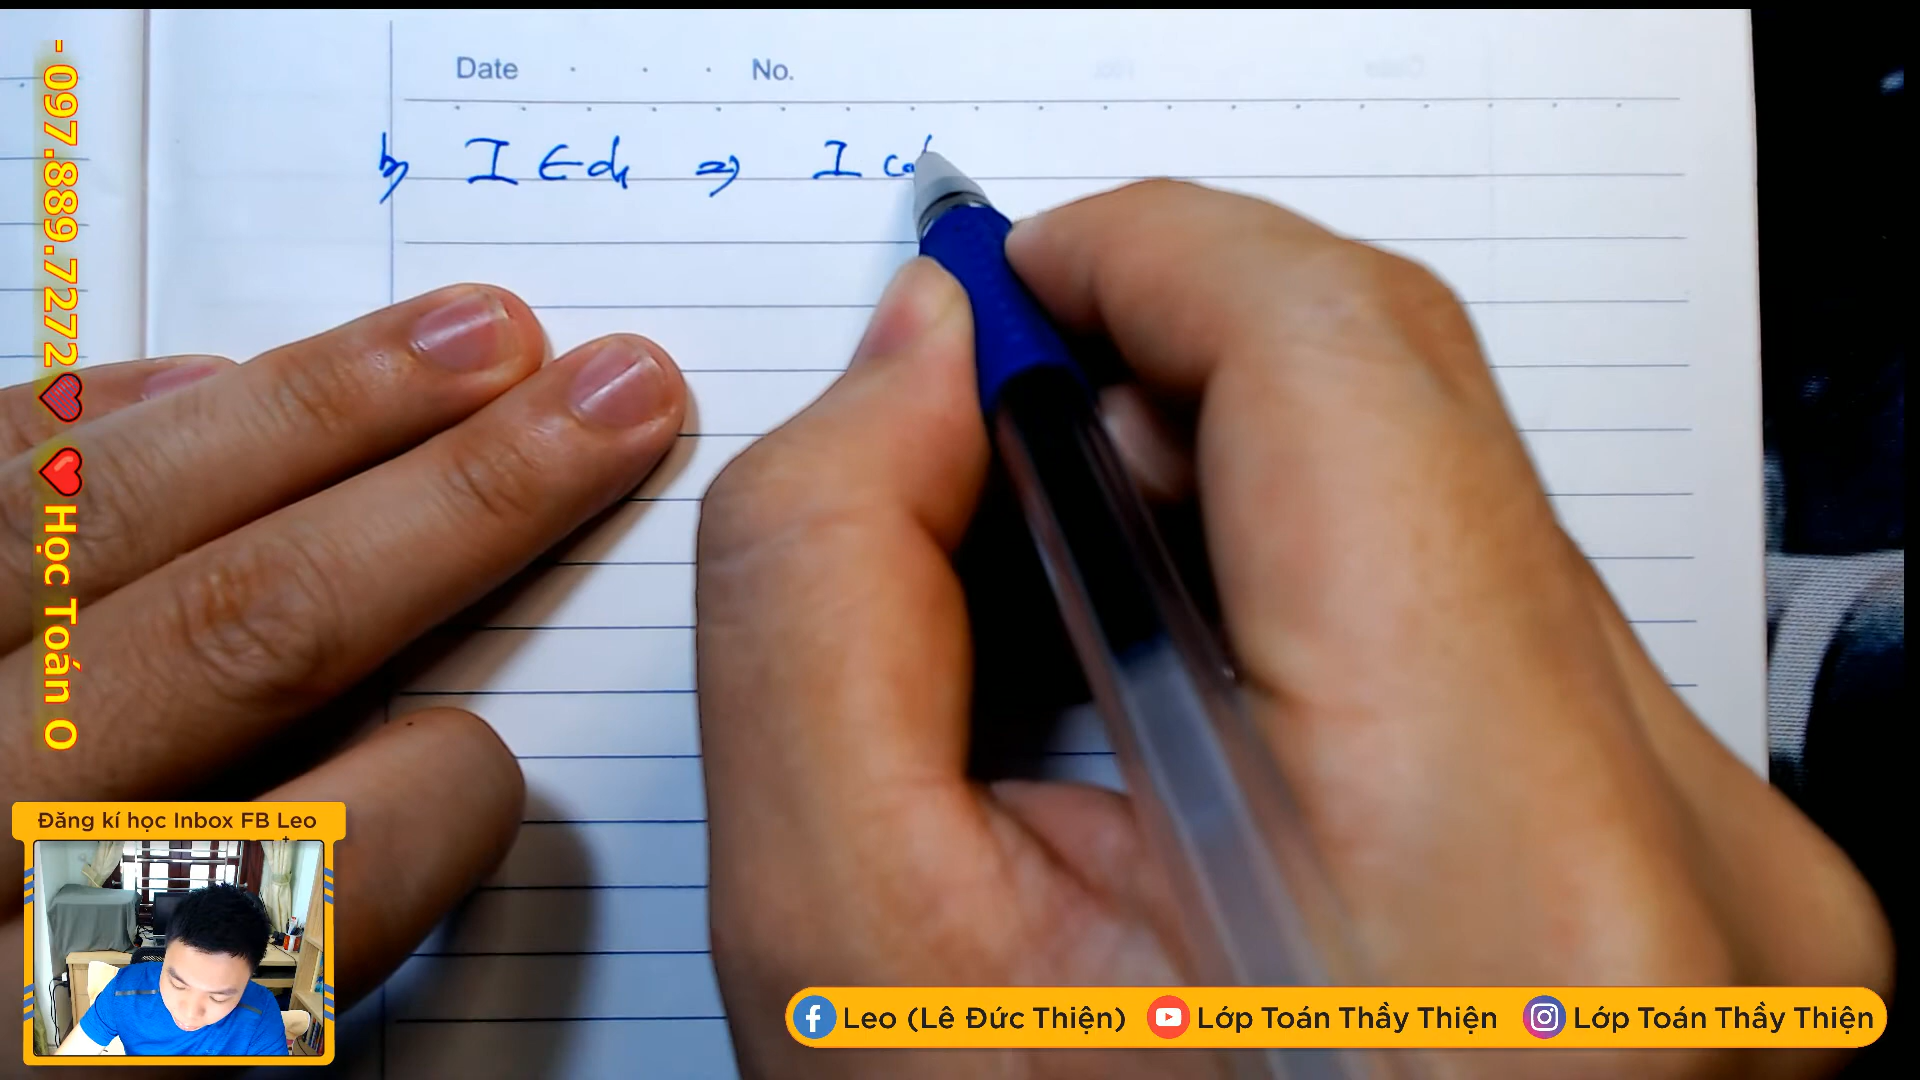 Date . . . No.
b) I ∈ d₁ ⇒ I có
- 097.889.7272 ❤ ❤ Học Toán O
Đăng kí học Inbox FB Leo
Leo (Lê Đức Thiện) Lớp Toán Thầy Thiện Lớp Toán Thầy Thiện